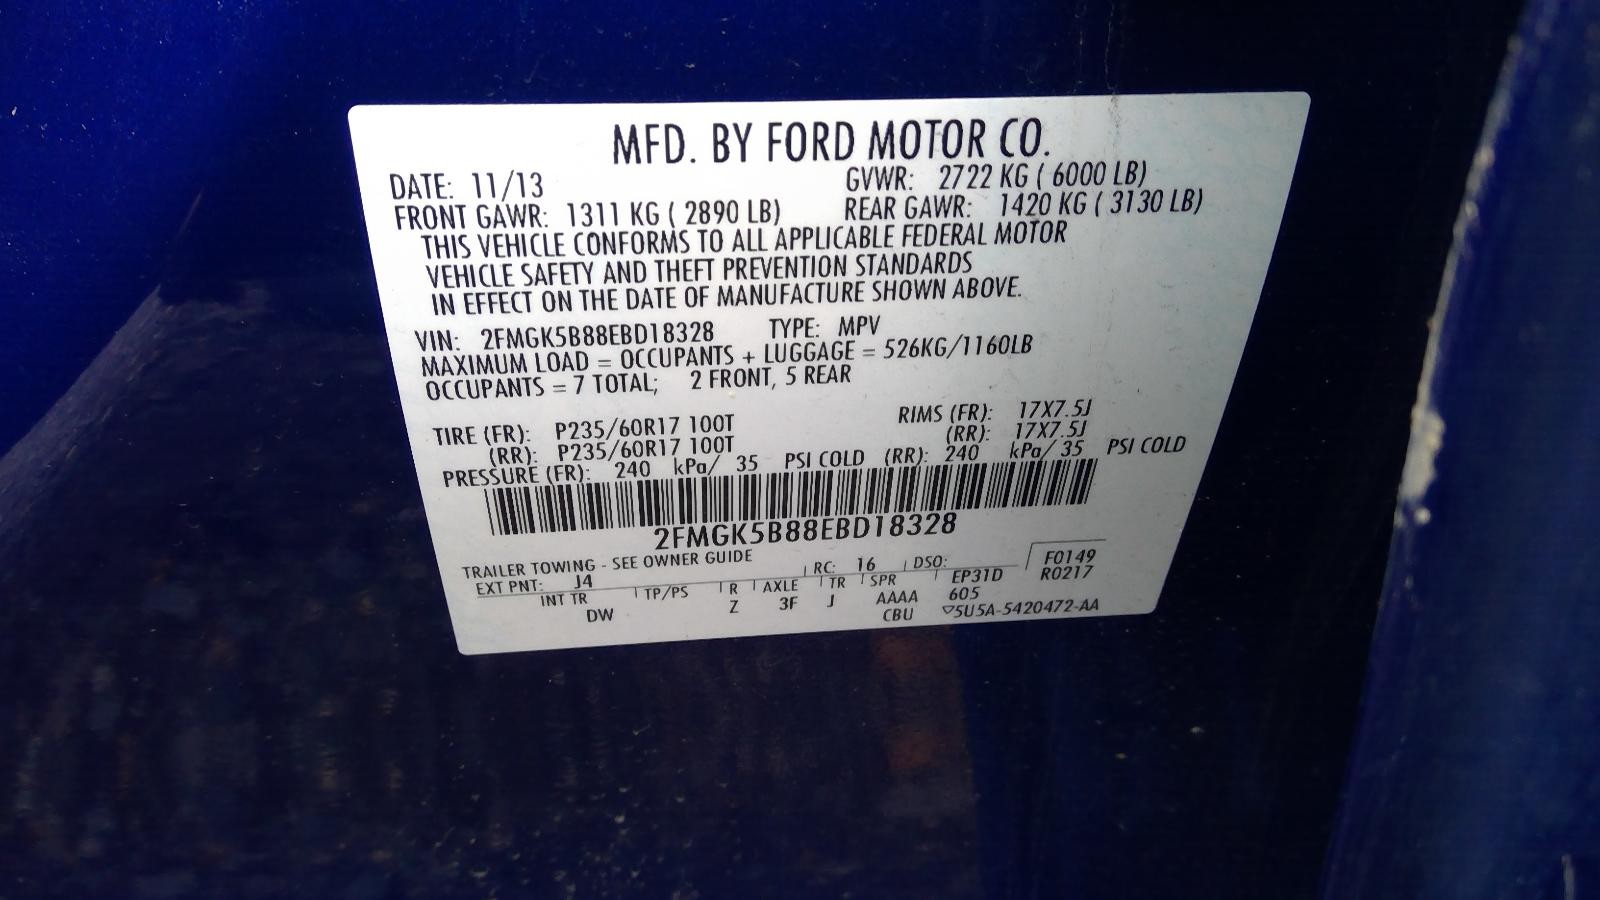 MFD. BY FORD MOTOR CO.
DATE: 11/13 GVWR: 2722 KG ( 6000 LB)
FRONT GAWR: 1311 KG ( 2890 LB) REAR GAWR: 1420 KG ( 3130 LB)
THIS VEHICLE CONFORMS TO ALL APPLICABLE FEDERAL MOTOR
VEHICLE SAFETY AND THEFT PREVENTION STANDARDS
IN EFFECT ON THE DATE OF MANUFACTURE SHOWN ABOVE.
VIN: 2FMGK5B88EBD18328 TYPE: MPV
MAXIMUM LOAD = OCCUPANTS + LUGGAGE = 526KG/1160LB
OCCUPANTS = 7 TOTAL; 2 FRONT, 5 REAR
TIRE (FR): P235/60R17 100T RIMS (FR): 17X7.5J
(RR): P235/60R17 100T (RR): 17X7.5J
PRESSURE (FR): 240 kPa/ 35 PSI COLD (RR): 240 kPa/ 35 PSI COLD
2FMGK5B88EBD18328
TRAILER TOWING - SEE OWNER GUIDE RC: 16 DSO: F0149
EXT PNT: J4 EP31D R0217
INT TR TP/PS R AXLE TR SPR 605
DW Z 3F J AAAA
CBU ▽5U5A-5420472-AA